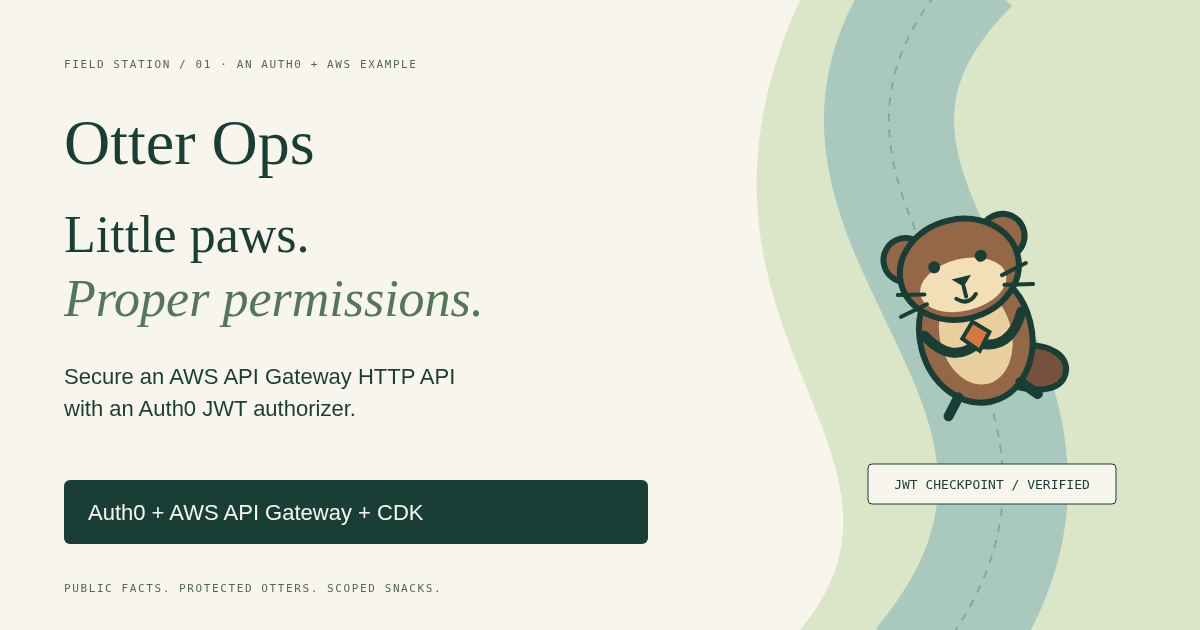 FIELD STATION / 01 · AN AUTH0 + AWS EXAMPLE
Otter Ops
Little paws.
Proper permissions.
Secure an AWS API Gateway HTTP API
with an Auth0 JWT authorizer.
Auth0 + AWS API Gateway + CDK
JWT CHECKPOINT / VERIFIED
PUBLIC FACTS. PROTECTED OTTERS. SCOPED SNACKS.